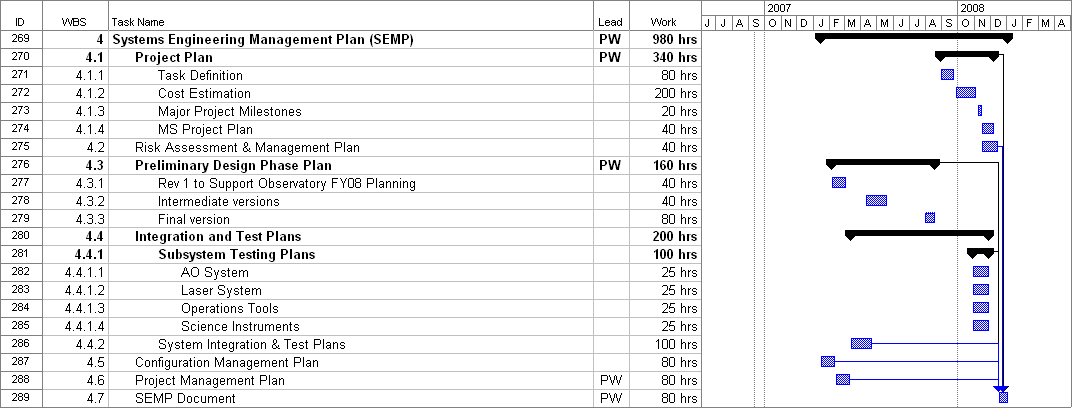 2007 2008
ID WBS Task Name Lead Work J J A S O N D J F M A M J J A S O N D J F M A
269 4 Systems Engineering Management Plan (SEMP) PW 980 hrs
270 4.1 Project Plan PW 340 hrs
271 4.1.1 Task Definition 80 hrs
272 4.1.2 Cost Estimation 200 hrs
273 4.1.3 Major Project Milestones 20 hrs
274 4.1.4 MS Project Plan 40 hrs
275 4.2 Risk Assessment & Management Plan 40 hrs
276 4.3 Preliminary Design Phase Plan PW 160 hrs
277 4.3.1 Rev 1 to Support Observatory FY08 Planning 40 hrs
278 4.3.2 Intermediate versions 40 hrs
279 4.3.3 Final version 80 hrs
280 4.4 Integration and Test Plans 200 hrs
281 4.4.1 Subsystem Testing Plans 100 hrs
282 4.4.1.1 AO System 25 hrs
283 4.4.1.2 Laser System 25 hrs
284 4.4.1.3 Operations Tools 25 hrs
285 4.4.1.4 Science Instruments 25 hrs
286 4.4.2 System Integration & Test Plans 100 hrs
287 4.5 Configuration Management Plan 80 hrs
288 4.6 Project Management Plan PW 80 hrs
289 4.7 SEMP Document PW 80 hrs